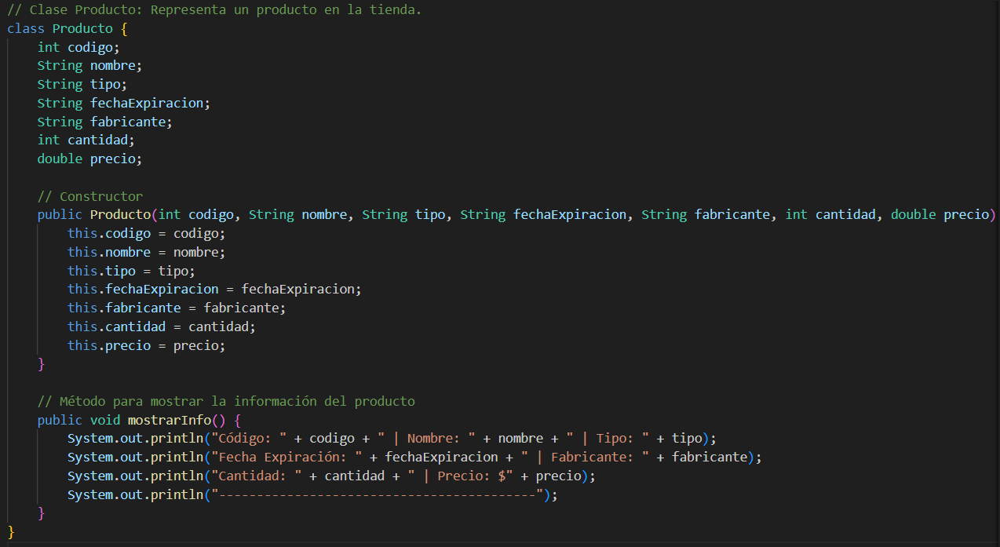 // Clase Producto: Representa un producto en la tienda.
class Producto {
    int codigo;
    String nombre;
    String tipo;
    String fechaExpiracion;
    String fabricante;
    int cantidad;
    double precio;

    // Constructor
    public Producto(int codigo, String nombre, String tipo, String fechaExpiracion, String fabricante, int cantidad, double precio)
        this.codigo = codigo;
        this.nombre = nombre;
        this.tipo = tipo;
        this.fechaExpiracion = fechaExpiracion;
        this.fabricante = fabricante;
        this.cantidad = cantidad;
        this.precio = precio;
    }

    // Método para mostrar la información del producto
    public void mostrarInfo() {
        System.out.println("Código: " + codigo + " | Nombre: " + nombre + " | Tipo: " + tipo);
        System.out.println("Fecha Expiración: " + fechaExpiracion + " | Fabricante: " + fabricante);
        System.out.println("Cantidad: " + cantidad + " | Precio: $" + precio);
        System.out.println("------------------------------------------");
    }
}